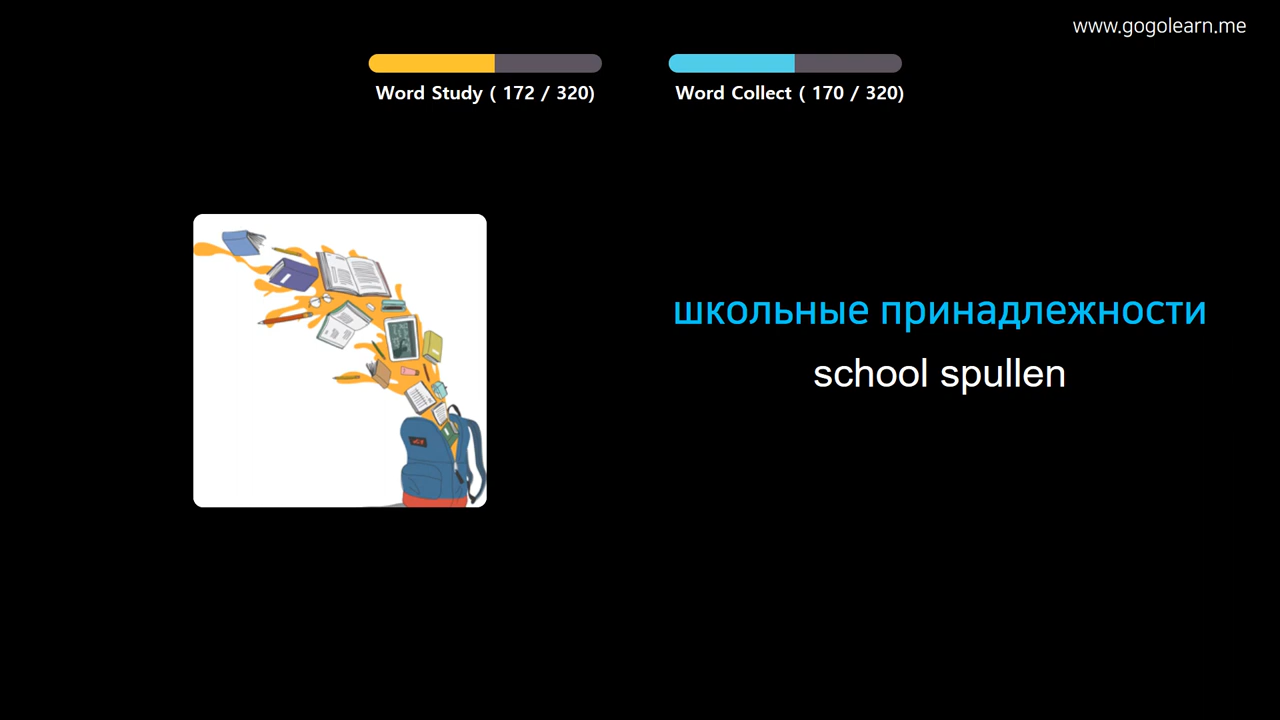 www.gogolearn.me
Word Study ( 172 / 320)
Word Collect ( 170 / 320)
школьные принадлежности
school spullen